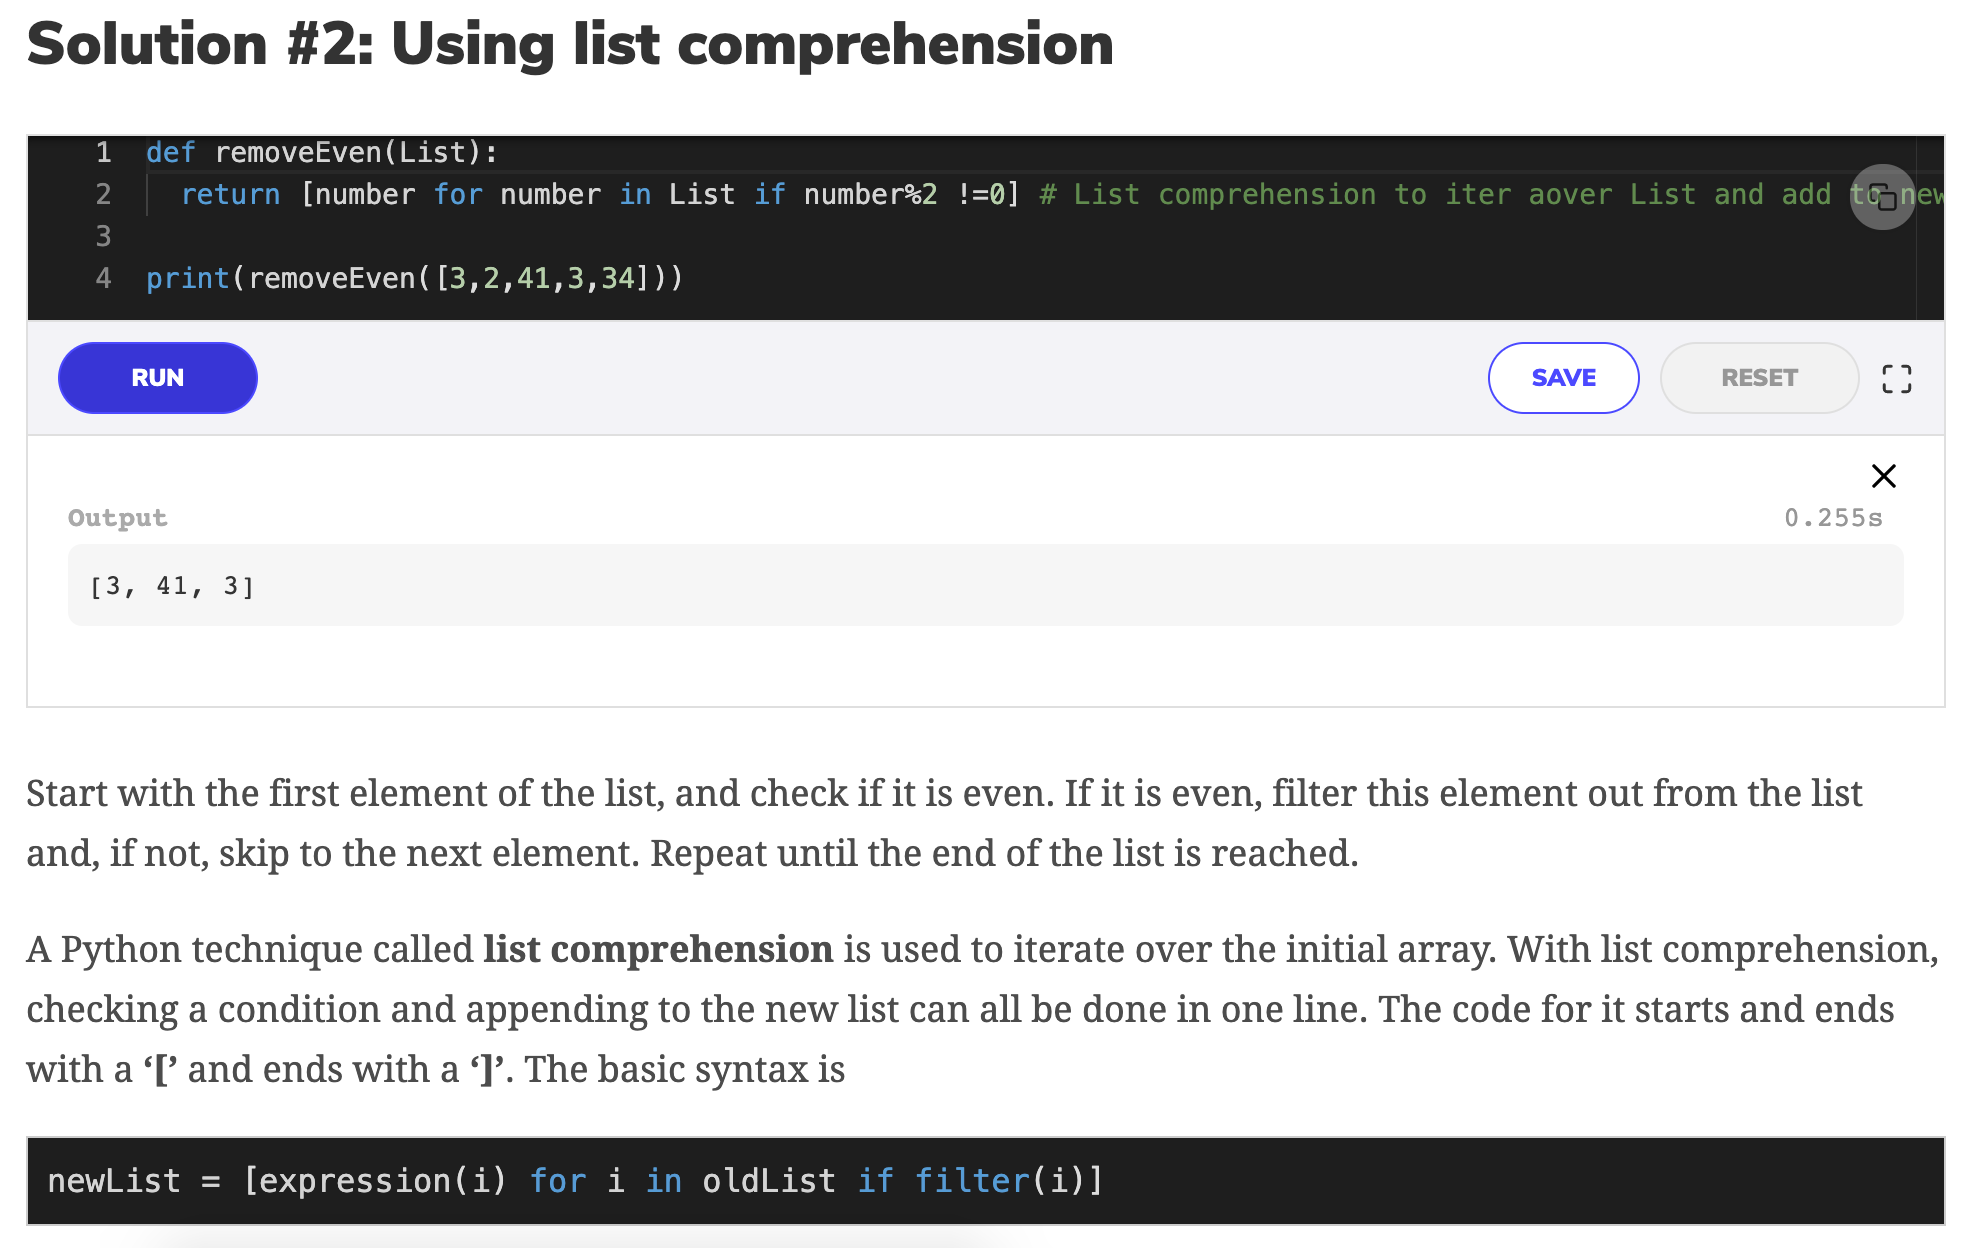 Solution #2: Using list comprehension
1 def removeEven(List):
2 return [number for number in List if number%2 !=0] # List comprehension to iter aover List and add to new
3
4 print(removeEven([3,2,41,3,34]))
RUN
SAVE
RESET
Output
0.255s
[3, 41, 3]
Start with the first element of the list, and check if it is even. If it is even, filter this element out from the list
and, if not, skip to the next element. Repeat until the end of the list is reached.
A Python technique called list comprehension is used to iterate over the initial array. With list comprehension,
checking a condition and appending to the new list can all be done in one line. The code for it starts and ends
with a ‘[’ and ends with a ‘]’. The basic syntax is
newList = [expression(i) for i in oldList if filter(i)]